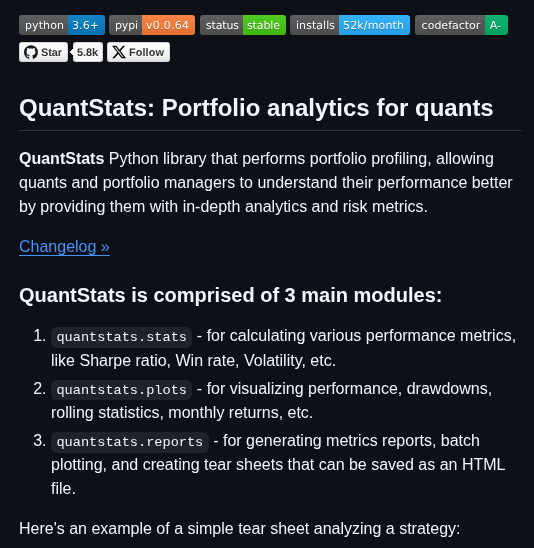 python 3.6+ pypi v0.0.64 status stable installs 52k/month codefactor A-
Star 5.8k Follow
QuantStats: Portfolio analytics for quants
QuantStats Python library that performs portfolio profiling, allowing
quants and portfolio managers to understand their performance better
by providing them with in-depth analytics and risk metrics.
Changelog »
QuantStats is comprised of 3 main modules:
1. quantstats.stats - for calculating various performance metrics,
like Sharpe ratio, Win rate, Volatility, etc.
2. quantstats.plots - for visualizing performance, drawdowns,
rolling statistics, monthly returns, etc.
3. quantstats.reports - for generating metrics reports, batch
plotting, and creating tear sheets that can be saved as an HTML
file.
Here's an example of a simple tear sheet analyzing a strategy: